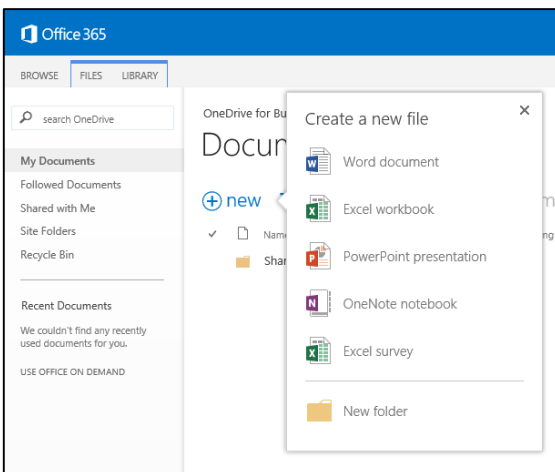 Office 365
BROWSE FILES LIBRARY
search OneDrive
My Documents
Followed Documents
Shared with Me
Site Folders
Recycle Bin
Recent Documents
We couldn't find any recently
used documents for you.
USE OFFICE ON DEMAND
OneDrive for Bu
Docum
new
Name
Shar
Create a new file
Word document
Excel workbook
PowerPoint presentation
OneNote notebook
Excel survey
New folder